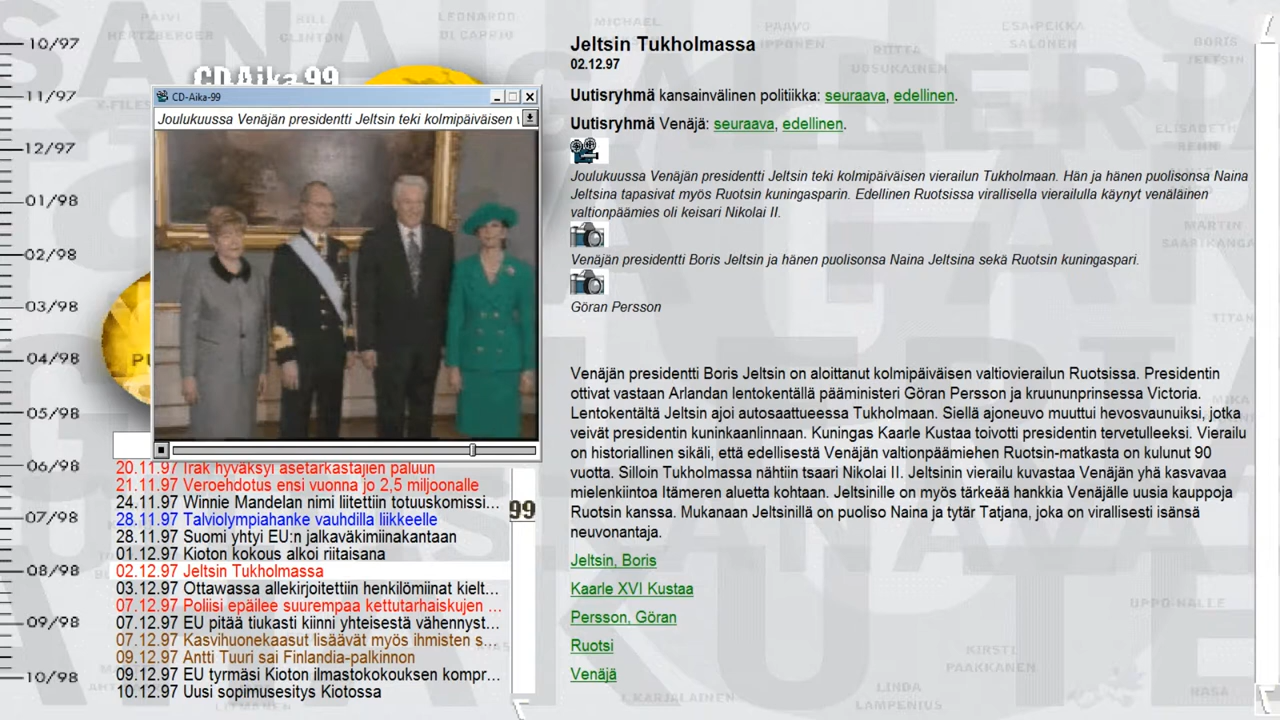 10/97
11/97
12/97
01/98
02/98
03/98
04/98
05/98
06/98
07/98
08/98
09/98
10/98
CDAika 99
CD-Aika-99
Joulukuussa Venäjän presidentti Jeltsin teki kolmipäiväisen v
20.11.97 Irak hyväksyi asetarkastajien paluun
21.11.97 Veroehdotus ensi vuonna jo 2,5 miljoonalle
24.11.97 Winnie Mandelan nimi liitettiin totuuskomissi...
28.11.97 Talviolympiahanke vauhdilla liikkeelle
28.11.97 Suomi yhtyi EU:n jalkaväkimiinakantaan
01.12.97 Kioton kokous alkoi riitaisana
02.12.97 Jeltsin Tukholmassa
03.12.97 Ottawassa allekirjoitettiin henkilömiinat kielt...
07.12.97 Poliisi epäilee suurempaa kettutarhaiskujen ...
07.12.97 EU pitää tiukasti kiinni yhteisestä vähennyst...
07.12.97 Kasvihuonekaasut lisäävät myös ihmisten s...
09.12.97 Antti Tuuri sai Finlandia-palkinnon
09.12.97 EU tyrmäsi Kioton ilmastokokouksen kompr...
10.12.97 Uusi sopimusesitys Kiotossa
99
Jeltsin Tukholmassa
02.12.97
Uutisryhmä kansainvälinen politiikka: seuraava, edellinen.
Uutisryhmä Venäjä: seuraava, edellinen.
Joulukuussa Venäjän presidentti Jeltsin teki kolmipäiväisen vierailun Tukholmaan. Hän ja hänen puolisonsa Naina
Jeltsina tapasivat myös Ruotsin kuningasparin. Edellinen Ruotsissa virallisella vierailulla käynyt venäläinen
valtionpäämies oli keisari Nikolai II.
Venäjän presidentti Boris Jeltsin ja hänen puolisonsa Naina Jeltsina sekä Ruotsin kuningaspari.
Göran Persson
Venäjän presidentti Boris Jeltsin on aloittanut kolmipäiväisen valtiovierailun Ruotsissa. Presidentin
ottivat vastaan Arlandan lentokentällä pääministeri Göran Persson ja kruununprinsessa Victoria.
Lentokentältä Jeltsin ajoi autosaattueessa Tukholmaan. Siellä ajoneuvo muuttui hevosvaunuiksi, jotka
veivät presidentin kuninkaanlinnaan. Kuningas Kaarle Kustaa toivotti presidentin tervetulleeksi. Vierailu
on historiallinen sikäli, että edellisestä Venäjän valtionpäämiehen Ruotsin-matkasta on kulunut 90
vuotta. Silloin Tukholmassa nähtiin tsaari Nikolai II. Jeltsinin vierailu kuvastaa Venäjän yhä kasvavaa
mielenkiintoa Itämeren aluetta kohtaan. Jeltsinille on myös tärkeää hankkia Venäjälle uusia kauppoja
Ruotsin kanssa. Mukanaan Jeltsinillä on puoliso Naina ja tytär Tatjana, joka on virallisesti isänsä
neuvonantaja.
Jeltsin, Boris
Kaarle XVI Kustaa
Persson, Göran
Ruotsi
Venäjä